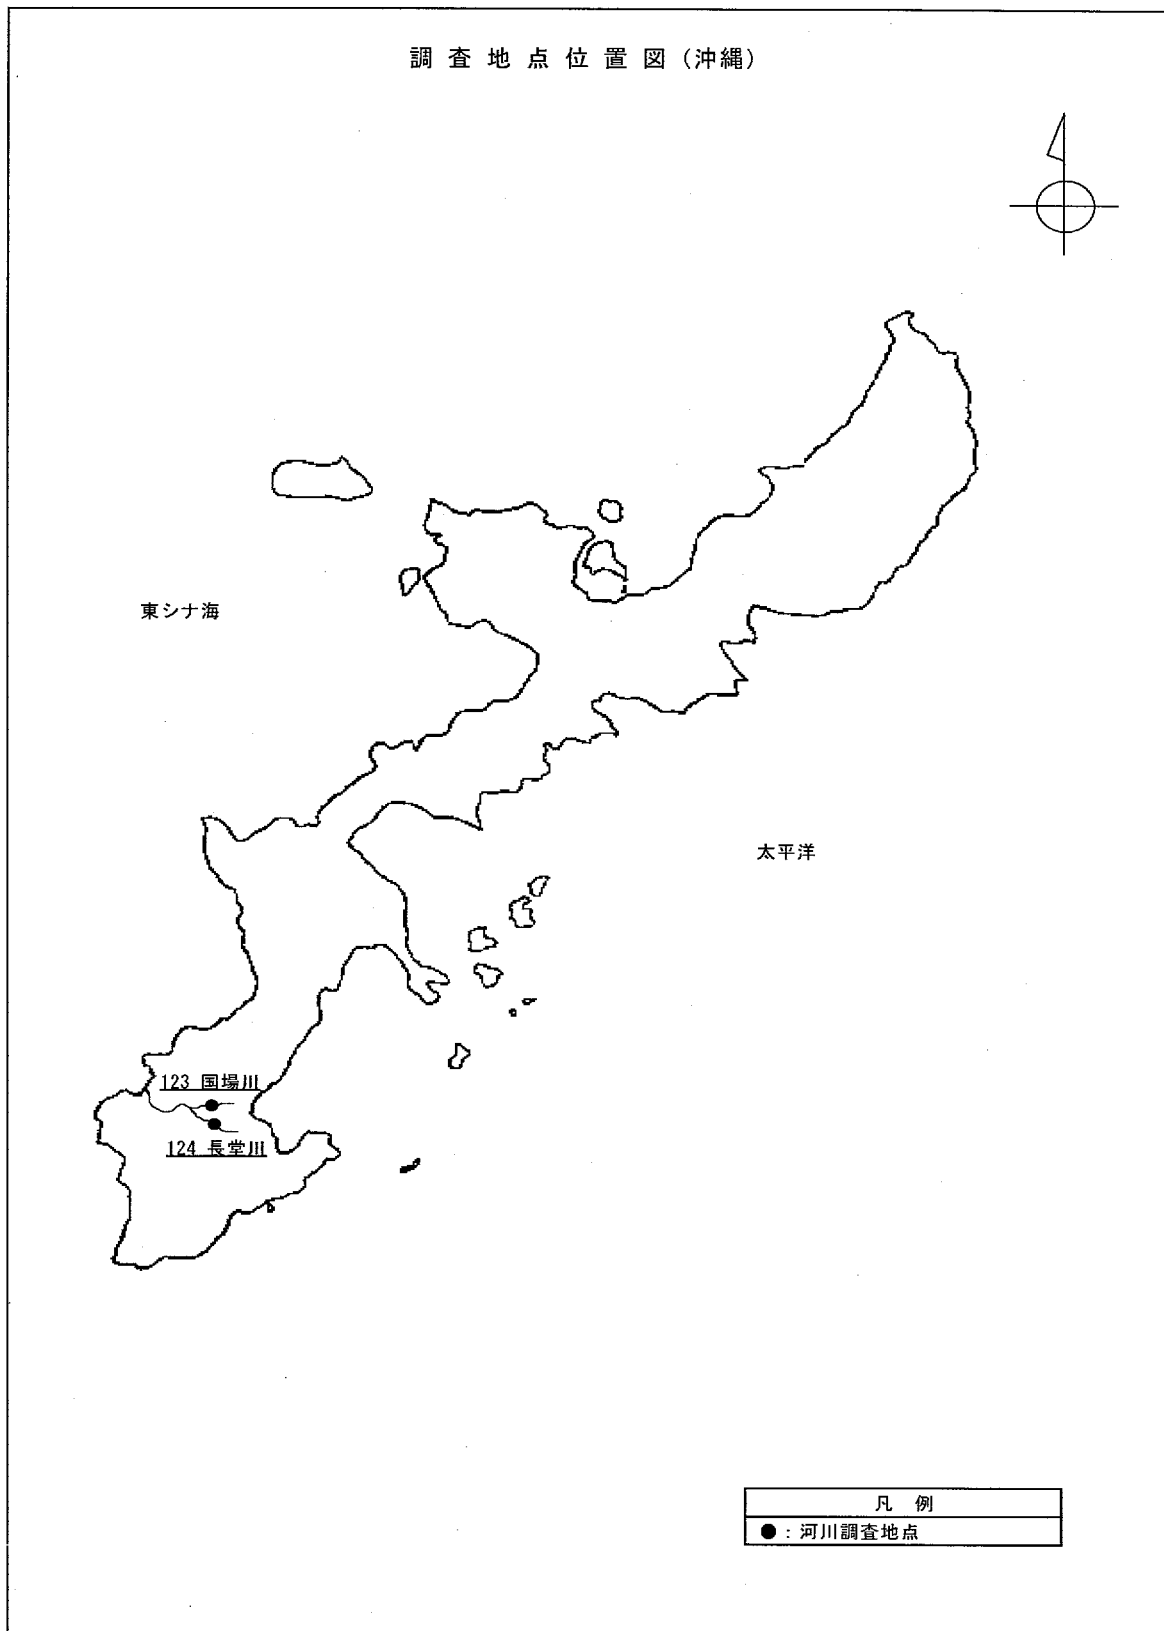 調査地点位置図(沖縄)
東シナ海
太平洋
123 国場川
124 長堂川
凡 例
●：河川調査地点